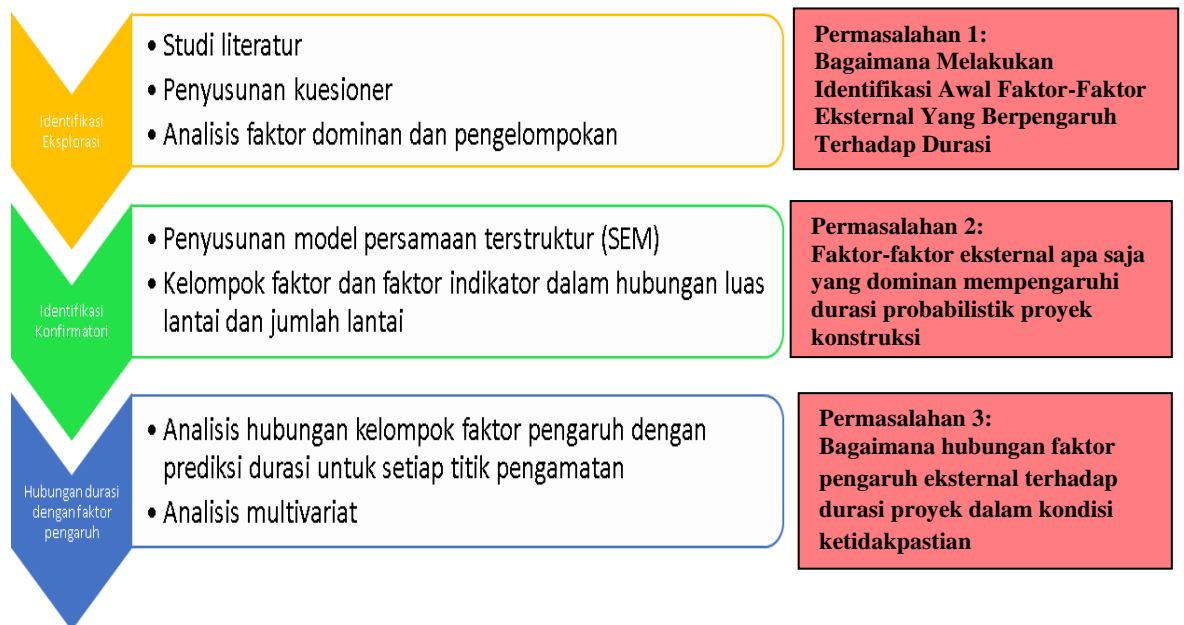 Identifikasi
Eksplorasi
• Studi literatur
• Penyusunan kuesioner
• Analisis faktor dominan dan pengelompokan
Permasalahan 1:
Bagaimana Melakukan
Identifikasi Awal Faktor-Faktor
Eksternal Yang Berpengaruh
Terhadap Durasi
Identifikasi
Konfirmatori
• Penyusunan model persamaan terstruktur (SEM)
• Kelompok faktor dan faktor indikator dalam hubungan luas
lantai dan jumlah lantai
Permasalahan 2:
Faktor-faktor eksternal apa saja
yang dominan mempengaruhi
durasi probabilistik proyek
konstruksi
Hubungan durasi
dengan faktor
pengaruh
• Analisis hubungan kelompok faktor pengaruh dengan
prediksi durasi untuk setiap titik pengamatan
• Analisis multivariat
Permasalahan 3:
Bagaimana hubungan faktor
pengaruh eksternal terhadap
durasi proyek dalam kondisi
ketidakpastian